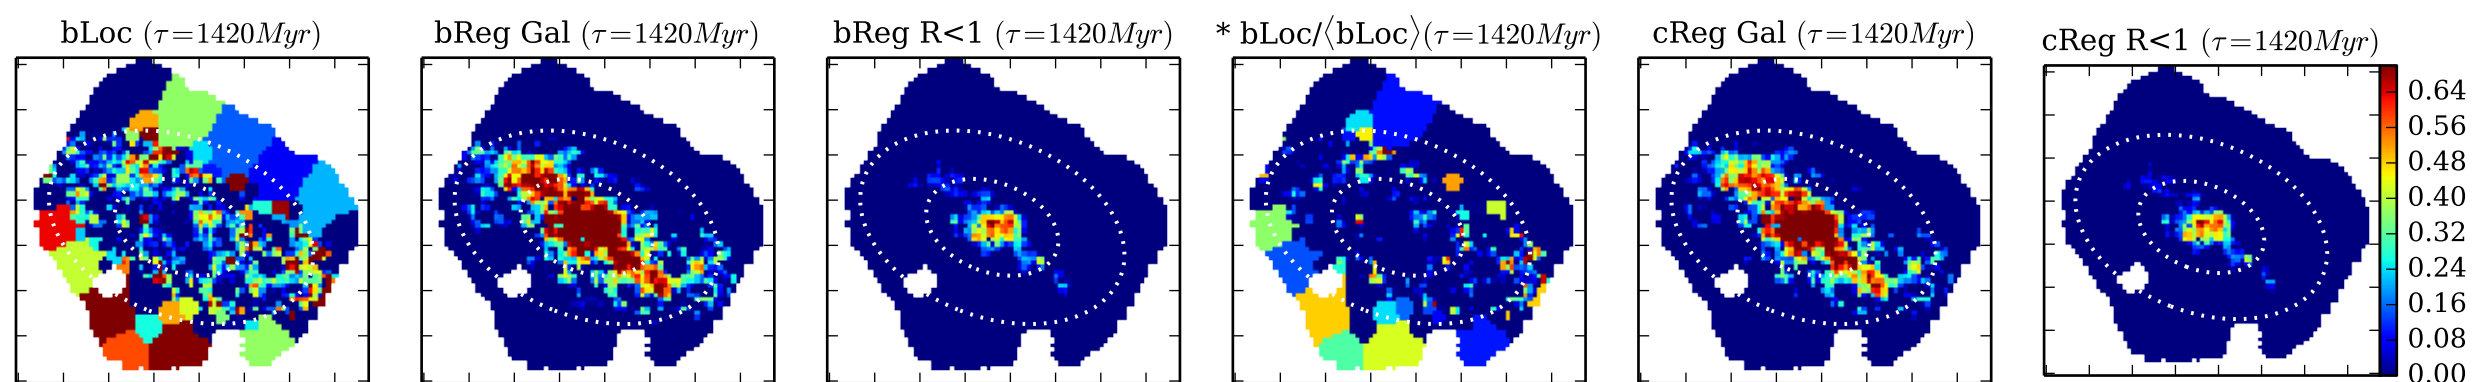 bLoc (τ=1420Myr)
bReg Gal (τ=1420Myr)
bReg R<1 (τ=1420Myr)
* bLoc/⟨bLoc⟩(τ=1420Myr)
cReg Gal (τ=1420Myr)
cReg R<1 (τ=1420Myr)
0.64
0.56
0.48
0.40
0.32
0.24
0.16
0.08
0.00